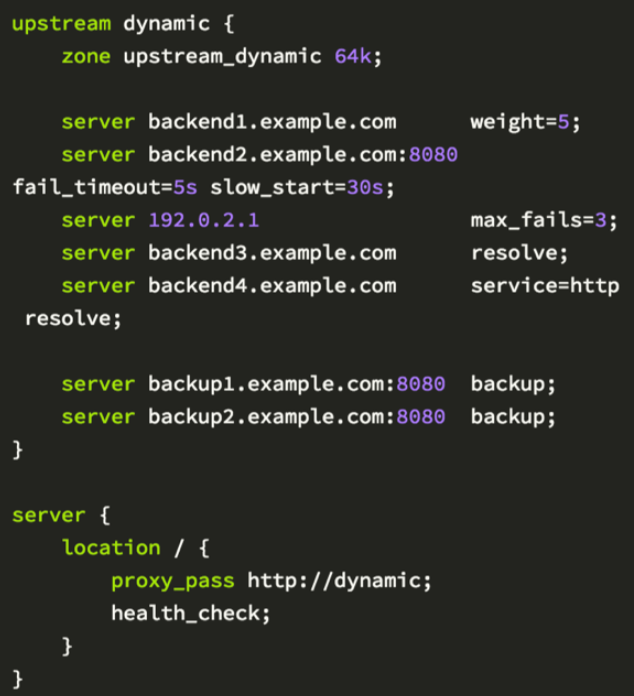 upstream dynamic {
    zone upstream_dynamic 64k;

    server backend1.example.com      weight=5;
    server backend2.example.com:8080
fail_timeout=5s slow_start=30s;
    server 192.0.2.1                 max_fails=3;
    server backend3.example.com      resolve;
    server backend4.example.com      service=http
 resolve;

    server backup1.example.com:8080  backup;
    server backup2.example.com:8080  backup;
}

server {
    location / {
        proxy_pass http://dynamic;
        health_check;
    }
}